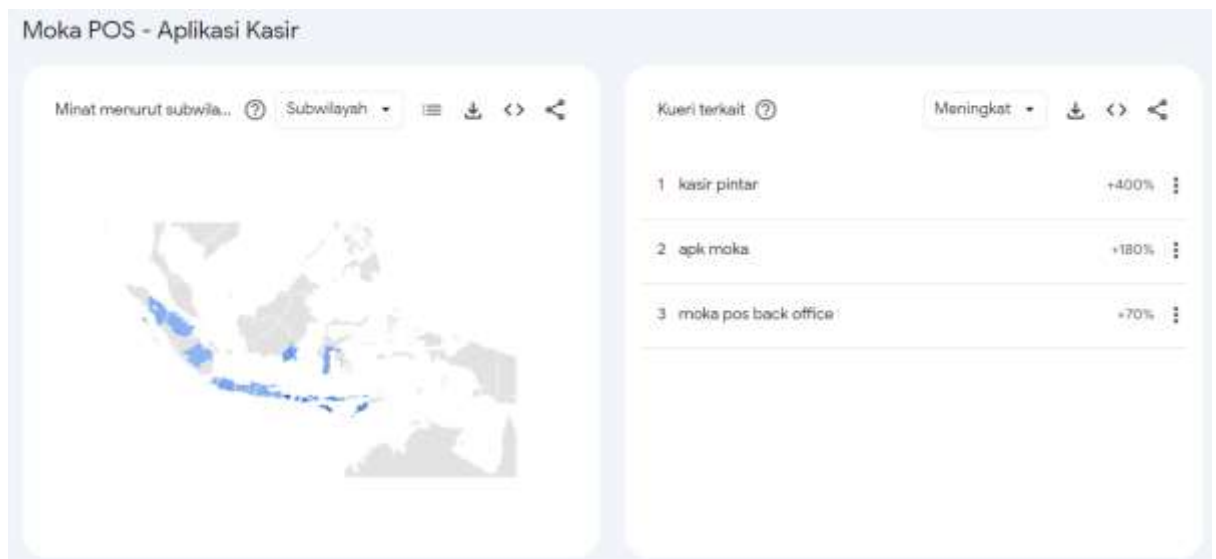 Moka POS - Aplikasi Kasir
Minat menurut subwila... Subwilayah
Kueri terkait Meningkat
1 kasir pintar +400%
2 apk moka +180%
3 moka pos back office +70%